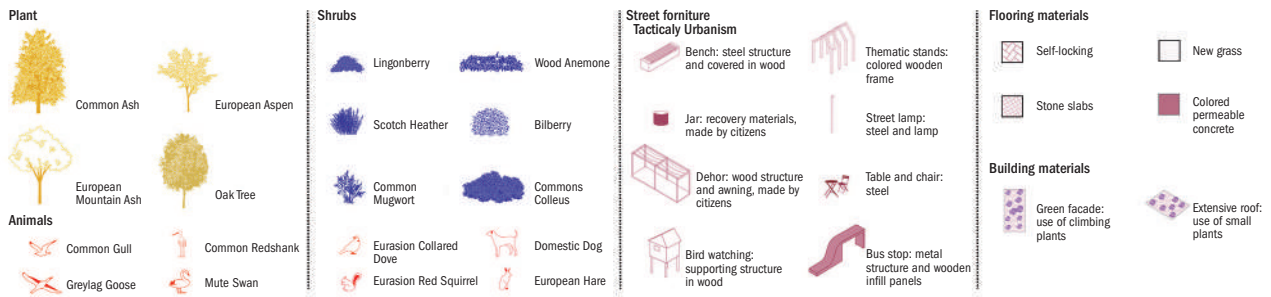 Plant
Common Ash
European Aspen
European
Mountain Ash
Oak Tree
Animals
Common Gull
Common Redshank
Greylag Goose
Mute Swan
Shrubs
Lingonberry
Wood Anemone
Scotch Heather
Bilberry
Common
Mugwort
Commons
Colleus
Eurasion Collared
Dove
Domestic Dog
Eurasion Red Squirrel
European Hare
Street forniture
Tacticaly Urbanism
Bench: steel structure
and covered in wood
Thematic stands:
colored wooden
frame
Jar: recovery materials,
made by citizens
Street lamp:
steel and lamp
Dehor: wood structure
and awning, made by
citizens
Table and chair:
steel
Bird watching:
supporting structure
in wood
Bus stop: metal
structure and wooden
infill panels
Flooring materials
Self-locking
New grass
Stone slabs
Colored
permeable
concrete
Building materials
Green facade:
use of climbing
plants
Extensive roof:
use of small
plants